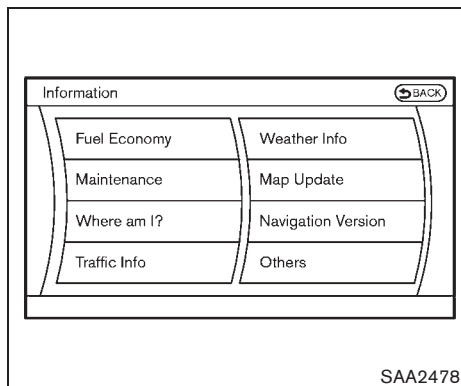 Information
BACK
Fuel Economy
Weather Info
Maintenance
Map Update
Where am I?
Navigation Version
Traffic Info
Others
SAA2478